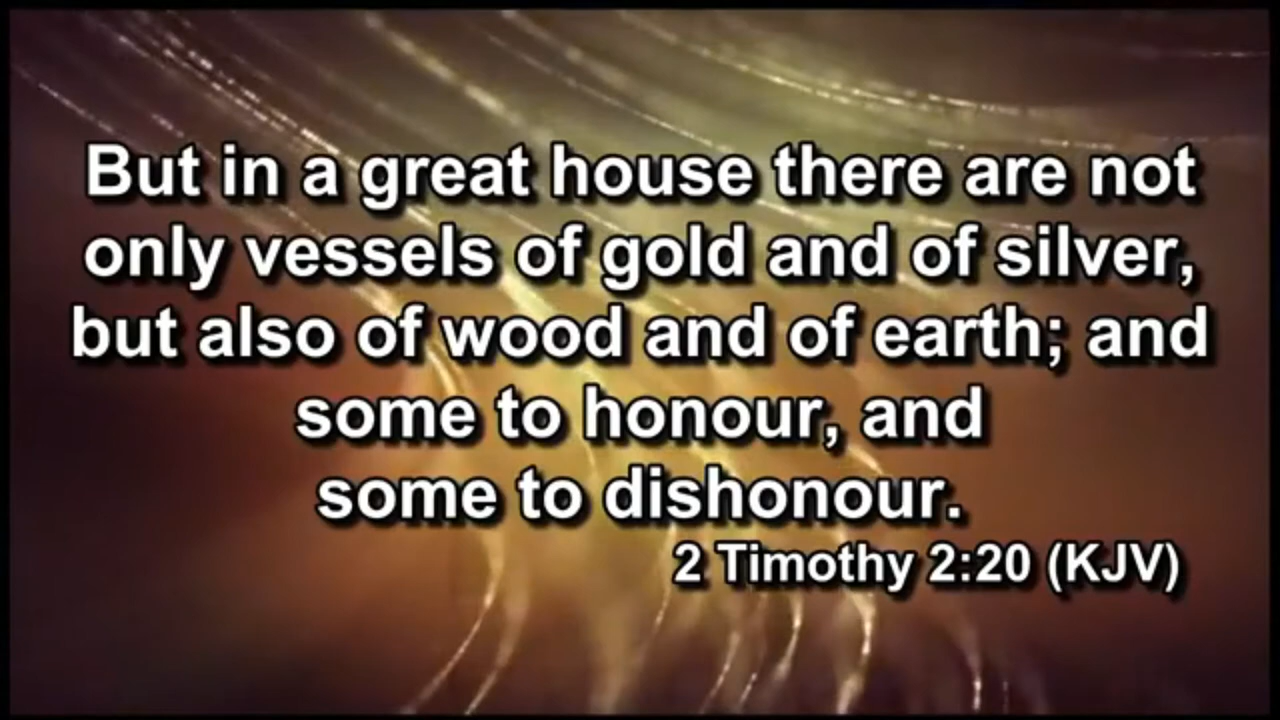 But in a great house there are not
only vessels of gold and of silver,
but also of wood and of earth; and
some to honour, and
some to dishonour.
2 Timothy 2:20 (KJV)